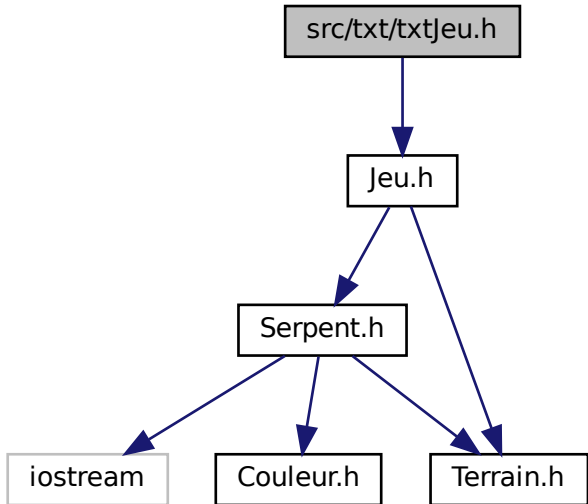 src/txt/txtJeu.h
Jeu.h
Serpent.h
iostream
Couleur.h
Terrain.h